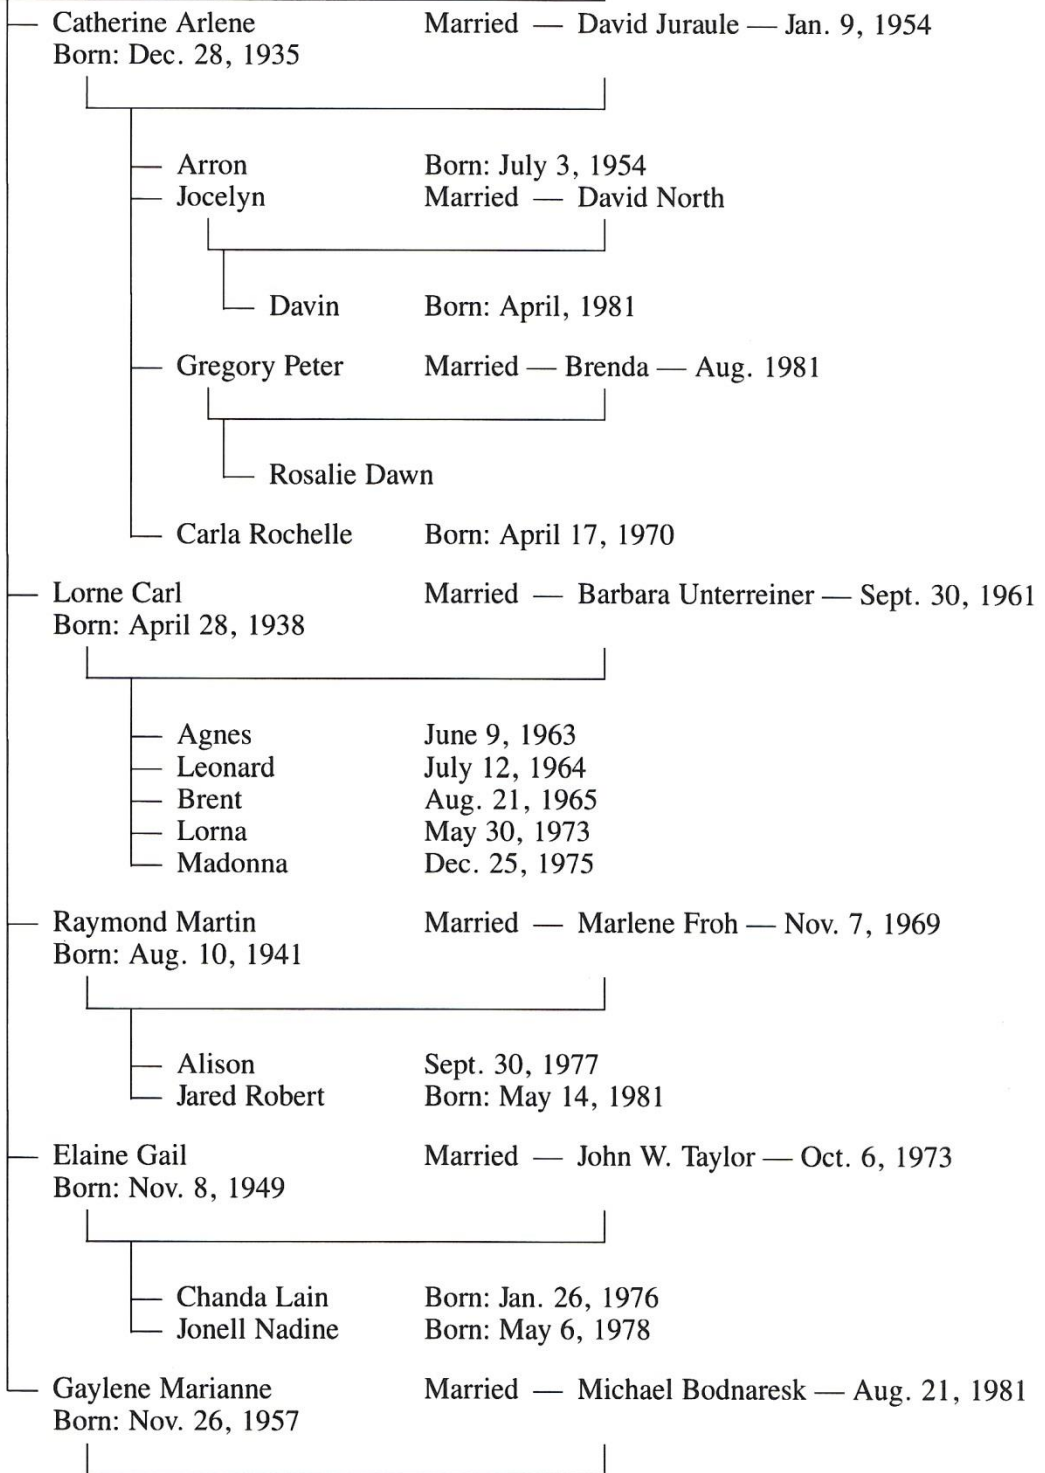 Catherine Arlene Married — David Juraule — Jan. 9, 1954
Born: Dec. 28, 1935
Arron Born: July 3, 1954
Jocelyn Married — David North
Davin Born: April, 1981
Gregory Peter Married — Brenda — Aug. 1981
Rosalie Dawn
Carla Rochelle Born: April 17, 1970
Lorne Carl Married — Barbara Unterreiner — Sept. 30, 1961
Born: April 28, 1938
Agnes June 9, 1963
Leonard July 12, 1964
Brent Aug. 21, 1965
Lorna May 30, 1973
Madonna Dec. 25, 1975
Raymond Martin Married — Marlene Froh — Nov. 7, 1969
Born: Aug. 10, 1941
Alison Sept. 30, 1977
Jared Robert Born: May 14, 1981
Elaine Gail Married — John W. Taylor — Oct. 6, 1973
Born: Nov. 8, 1949
Chanda Lain Born: Jan. 26, 1976
Jonell Nadine Born: May 6, 1978
Gaylene Marianne Married — Michael Bodnaresk — Aug. 21, 1981
Born: Nov. 26, 1957